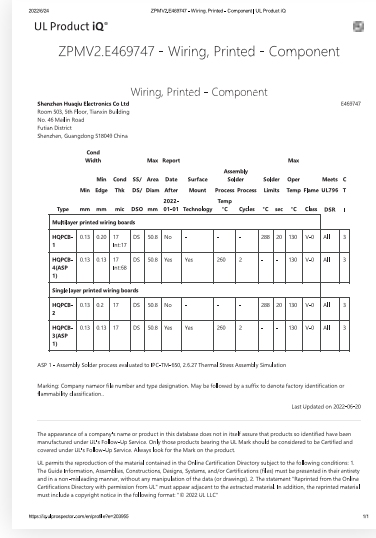 2022/6/24
ZPMV2.E469747 - Wiring, Printed - Component | UL Product iQ
UL Product iQ®
ZPMV2.E469747 - Wiring, Printed - Component
Wiring, Printed - Component
Shenzhen Huaqiu Electronics Co Ltd
E469747
Room 503, 5th Floor, Tianxin Building
No. 46 Meilin Road
Futian District
Shenzhen, Guangdong 518049 China
Cond
Width Max Report Assembly Max
Min Cond SS/ Area Date Surface Solder Solder Oper Meets C
Min Edge Thk DS/ Diam After Mount Process Process Limits Temp Flame UL796 T
Type mm mm mic DSO mm 2022-01-01 Technology Temp °C Cycles °C sec °C Class DSR I
Multilayer printed wiring boards
HQPCB-1 0.13 0.20 17 Int:17 DS 50.8 No - - - 288 20 130 V-0 All 3
HQPCB-4(ASP 1) 0.13 0.13 17 Int:68 DS 50.8 Yes Yes 260 2 - - 130 V-0 All 3
Single layer printed wiring boards
HQPCB-2 0.13 0.2 17 DS 50.8 No - - - 288 20 130 V-0 All 3
HQPCB-3(ASP 1) 0.13 0.13 17 DS 50.8 Yes Yes 260 2 - - 130 V-0 All 3
ASP 1 - Assembly Solder process evaluated to IPC-TM-650, 2.6.27 Thermal Stress Assembly Simulation
Marking: Company name or file number and type designation. May be followed by a suffix to denote factory identification or
flammability classification..
Last Updated on 2022-06-20
The appearance of a company's name or product in this database does not in itself assure that products so identified have been
manufactured under UL's Follow-Up Service. Only those products bearing the UL Mark should be considered to be Certified and
covered under UL's Follow-Up Service. Always look for the Mark on the product.
UL permits the reproduction of the material contained in the Online Certification Directory subject to the following conditions: 1.
The Guide Information, Assemblies, Constructions, Designs, Systems, and/or Certifications (files) must be presented in their entirety
and in a non-misleading manner, without any manipulation of the data (or drawings). 2. The statement "Reprinted from the Online
Certifications Directory with permission from UL" must appear adjacent to the extracted material. In addition, the reprinted material
must include a copyright notice in the following format: "© 2022 UL LLC"
1/1